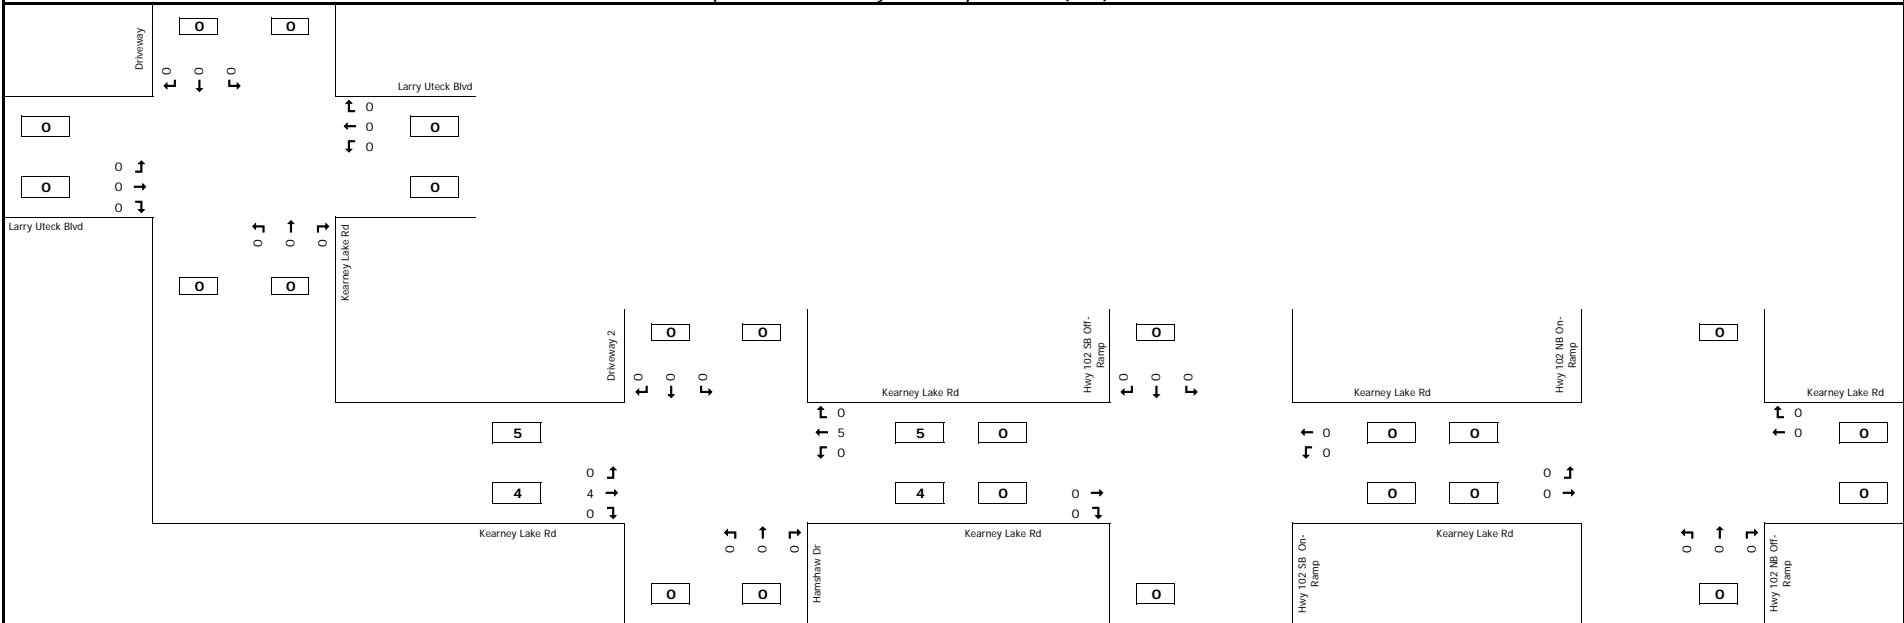 0 0
Driveway
0 0 0
Larry Uteck Blvd
0
0 0 0
0
0
0 0 0
0
Larry Uteck Blvd
0 0 0
Kearney Lake Rd
0 0
Driveway 2
0 0
0 0 0
Kearney Lake Rd
Hwy 102 SB Off-
Ramp
0
0 0 0
Kearney Lake Rd
Hwy 102 NB On-
Ramp
0
Kearney Lake Rd
0
5 5 5 0
0
0 0 0
0
0
0 0
0
4 4 4 0 0
0
0 0 0
0
0
0
0
Kearney Lake Rd
0 0 0
Hamshaw Dr
Kearney Lake Rd
Hwy 102 SB On-
Ramp
Kearney Lake Rd
0 0 0
Hwy 102 NB Off-
Ramp
0 0 0 0